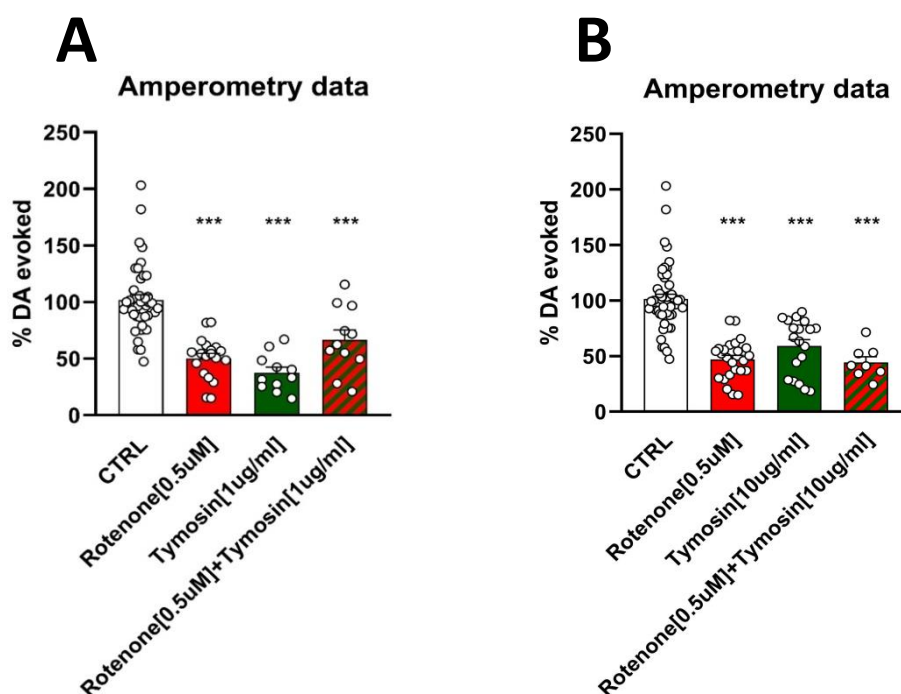 A
Amperometry data
% DA evoked
250
200
150
100
50
0
***
***
***
CTRL
Rotenone[0.5uM]
Tymosin[1ug/ml]
Rotenone[0.5uM]+Tymosin[1ug/ml]
B
Amperometry data
% DA evoked
250
200
150
100
50
0
***
***
***
CTRL
Rotenone[0.5uM]
Tymosin[10ug/ml]
Rotenone[0.5uM]+Tymosin[10ug/ml]